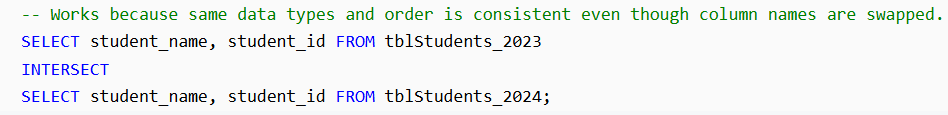 -- Works because same data types and order is consistent even though column names are swapped.
SELECT student_name, student_id FROM tblStudents_2023
INTERSECT
SELECT student_name, student_id FROM tblStudents_2024;